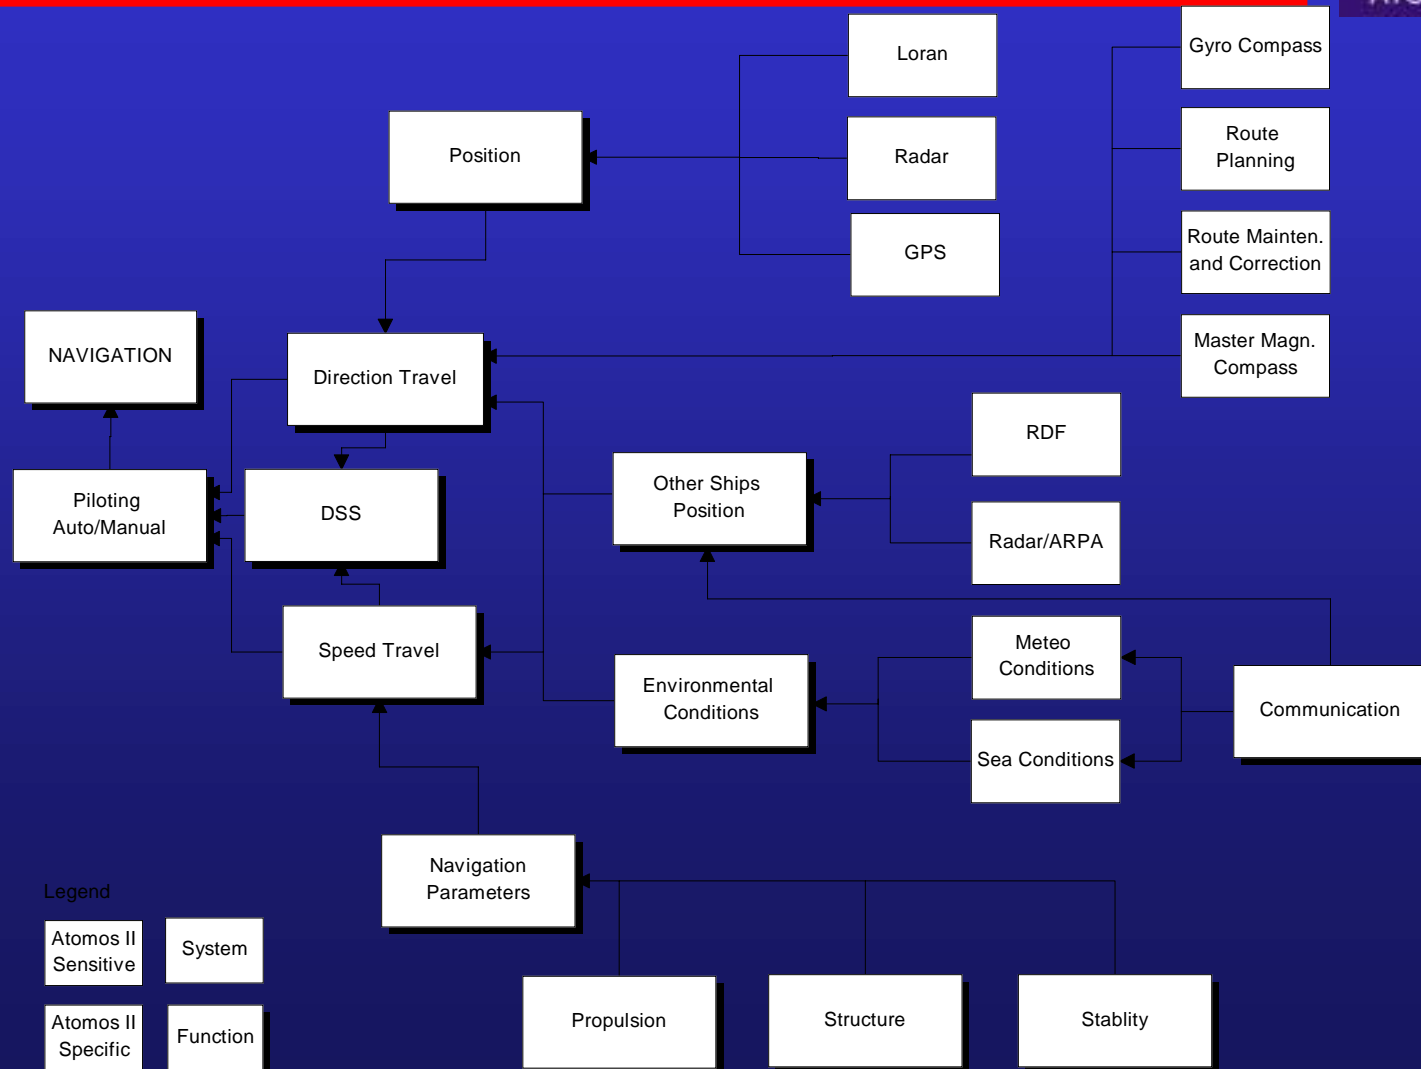 Loran
Gyro Compass
Position
Radar
Route
Planning
GPS
Route Mainten.
and Correction
NAVIGATION
Direction Travel
Master Magn.
Compass
RDF
Piloting
Auto/Manual
DSS
Other Ships
Position
Radar/ARPA
Speed Travel
Environmental
Conditions
Meteo
Conditions
Communication
Sea Conditions
Navigation
Parameters
Legend
Atomos II
Sensitive
System
Atomos II
Specific
Function
Propulsion
Structure
Stablity